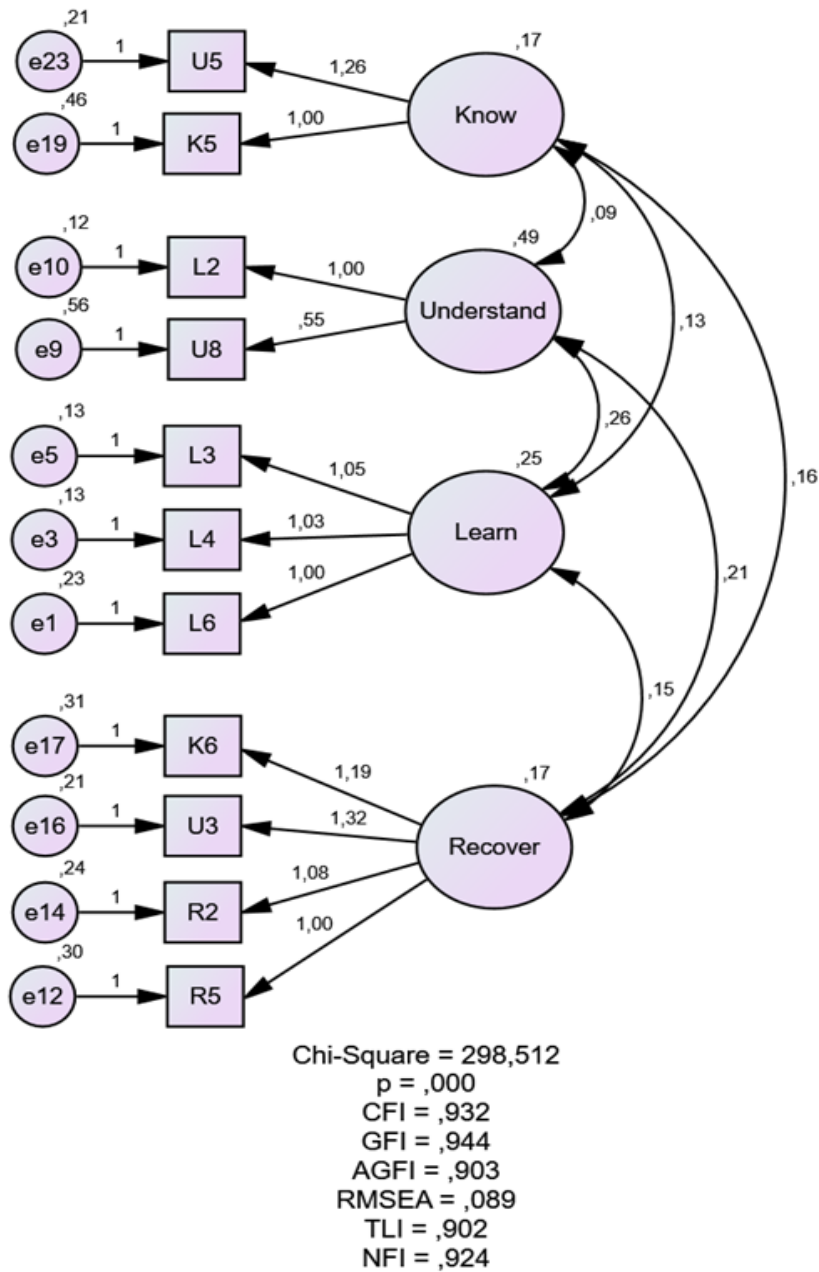 ,21
e23 1 U5 1,26
,17
Know
,46
e19 1 K5 1,00
,09
,12
e10 1 L2 1,00
,49
Understand
,56
e9 1 U8 ,55
,13
,26
,13
e5 1 L3 1,05
,25
Learn
,13
e3 1 L4 1,03
,23
e1 1 L6 1,00
,16
,21
,15
,31
e17 1 K6 1,19
,17
Recover
,21
e16 1 U3 1,32
,24
e14 1 R2 1,08
,30
e12 1 R5 1,00
Chi-Square = 298,512
p = ,000
CFI = ,932
GFI = ,944
AGFI = ,903
RMSEA = ,089
TLI = ,902
NFI = ,924